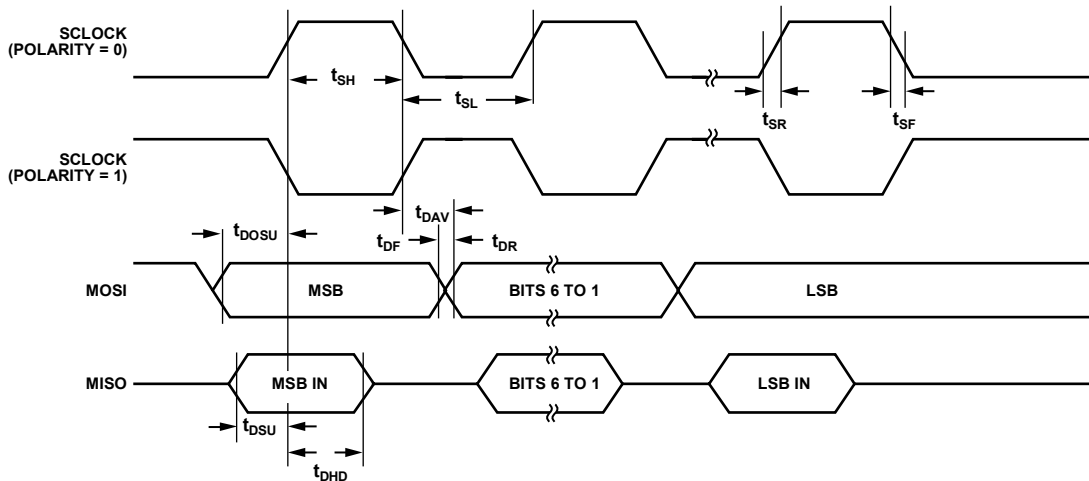 SCLOCK
(POLARITY = 0)
tSH
tSL
tSR
tSF
SCLOCK
(POLARITY = 1)
tDAV
tDOSU
tDF
tDR
MOSI
MSB
BITS 6 TO 1
LSB
MISO
MSB IN
BITS 6 TO 1
LSB IN
tDSU
tDHD